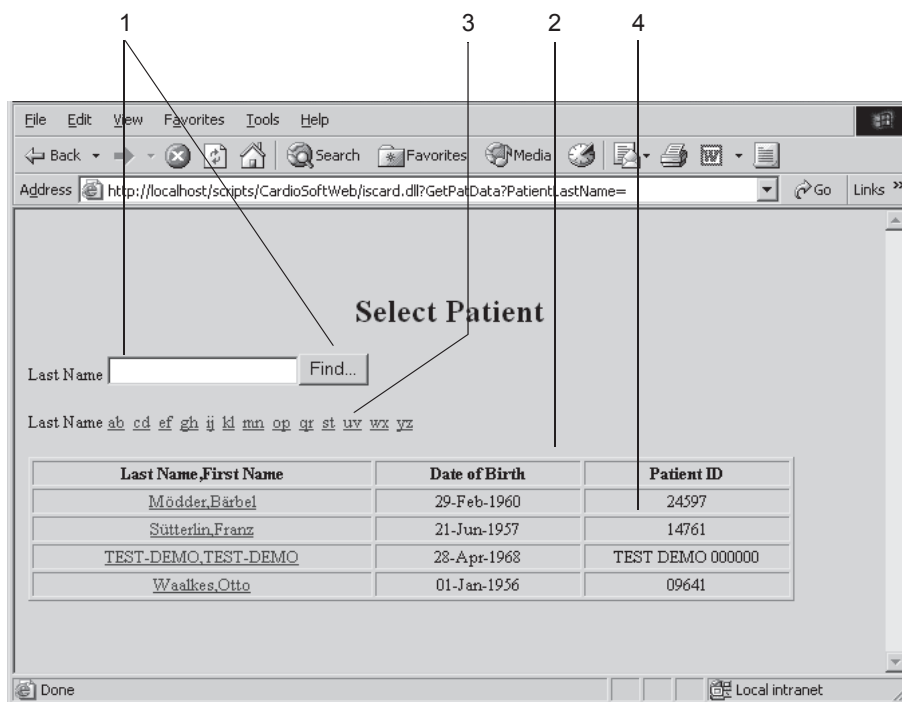 1 3 2 4
File Edit View Favorites Tools Help
Back Search Favorites Media
Address http://localhost/scripts/CardioSoftWeb/iscard.dll?GetPatData?PatientLastName= Go Links »
Select Patient
Last Name Find...
Last Name ab cd ef gh ij kl mn op qr st uv wx yz
Last Name,First Name Date of Birth Patient ID
Mödder,Bärbel 29-Feb-1960 24597
Sütterlin,Franz 21-Jun-1957 14761
TEST-DEMO,TEST-DEMO 28-Apr-1968 TEST DEMO 000000
Waalkes,Otto 01-Jan-1956 09641
Done Local intranet